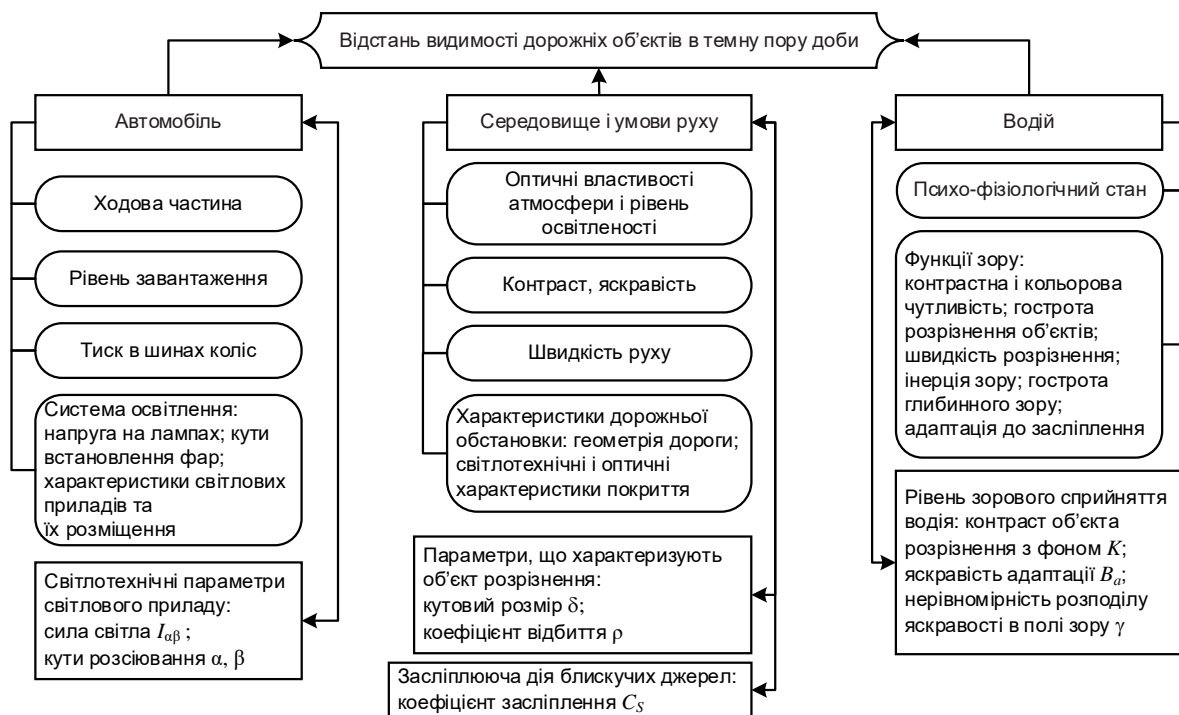 Відстань видимості дорожніх об’єктів в темну пору доби
Автомобіль
Ходова частина
Рівень завантаження
Тиск в шинах коліс
Система освітлення:
напруга на лампах; кути
встановлення фар;
характеристики світлових
приладів та
їх розміщення
Світлотехнічні параметри
світлового приладу:
сила світла Iαβ ;
кути розсіювання α, β
Середовище і умови руху
Оптичні властивості
атмосфери і рівень
освітленості
Контраст, яскравість
Швидкість руху
Характеристики дорожньої
обстановки: геометрія дороги;
світлотехнічні і оптичні
характеристики покриття
Параметри, що характеризують
об’єкт розрізнення:
кутовий розмір δ;
коефіцієнт відбиття ρ
Засліплююча дія блискучих джерел:
коефіцієнт засліплення CS
Водій
Психо-фізіологічний стан
Функції зору:
контрастна і кольорова
чутливість; гострота
розрізнення об’єктів;
швидкість розрізнення;
інерція зору; гострота
глибинного зору;
адаптація до засліплення
Рівень зорового сприйняття
водія: контраст об’єкта
розрізнення з фоном K;
яскравість адаптації Ba;
нерівномірність розподілу
яскравості в полі зору γ